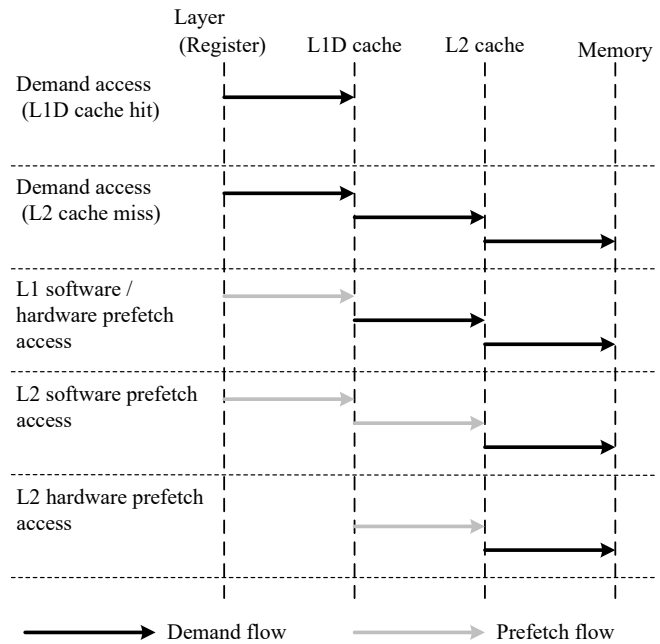 Layer
(Register) L1D cache L2 cache Memory
Demand access
(L1D cache hit)
Demand access
(L2 cache miss)
L1 software /
hardware prefetch
access
L2 software prefetch
access
L2 hardware prefetch
access
Demand flow Prefetch flow